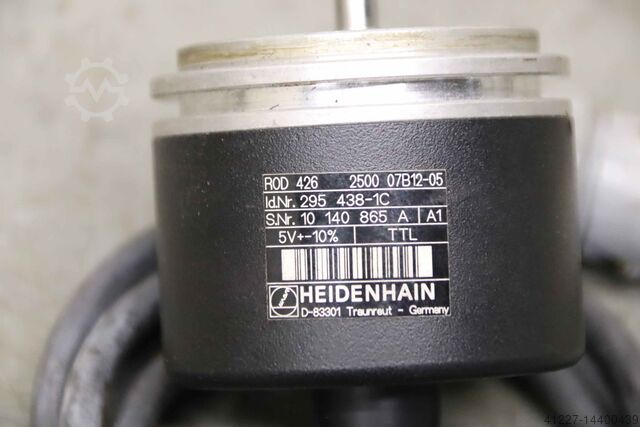 ROD 426 2500 07B12-05
Id.Nr. 295 438-1C
S.Nr. 10 140 865 A A1
5V+-10% TTL
HEIDENHAIN
D-83301 Traunreut - Germany
41227-14400439